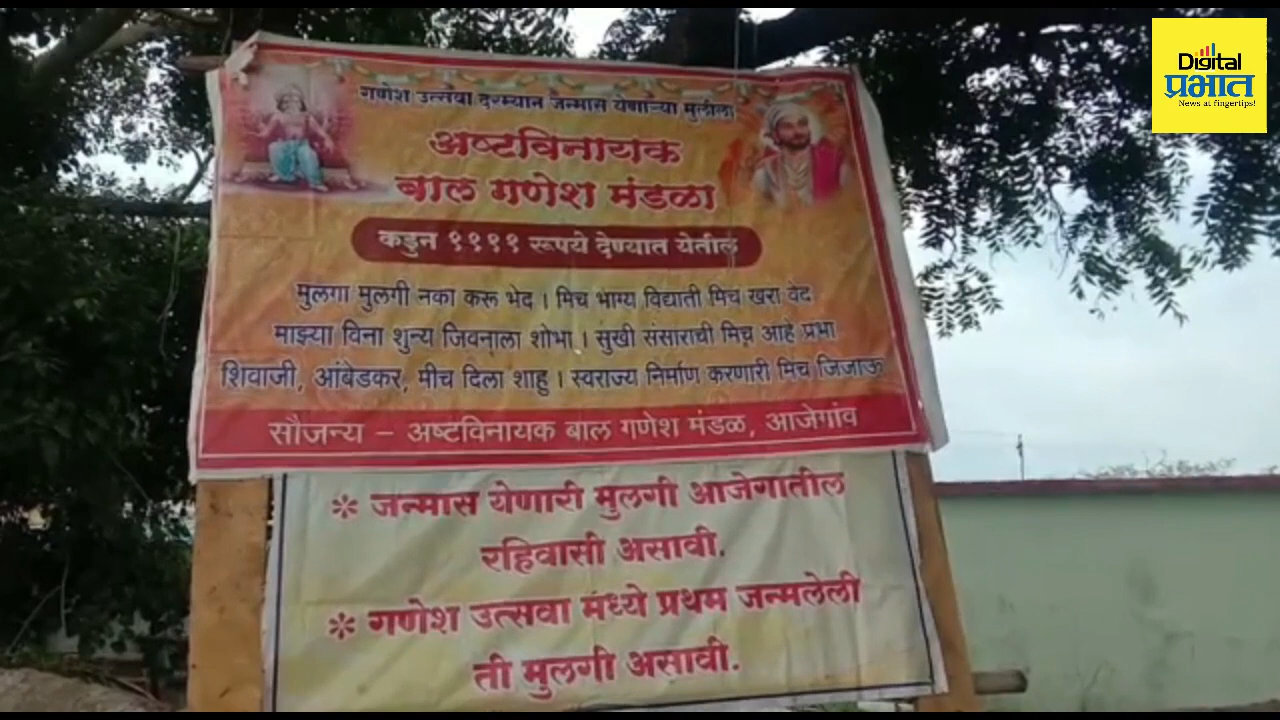 Digital
प्रभात
News at fingertips!
गणेश उत्सवा दरम्यान जन्मास येणाऱ्या मुलीला
अष्टविनायक
बाल गणेश मंडळा
कडुन ९९९९ रूपये देण्यात येतील
मुलगा मुलगी नका करू भेद । मिच भाग्य विद्याती मिच खरा वेद
माझ्या विना शुन्य जिवनाला शोभा । सुखी संसाराची मिच आहे प्रभा
शिवाजी, आंबेडकर, मीच दिला शाहु । स्वराज्य निर्माण करणारी मिच जिजाऊ
सौजन्य – अष्टविनायक बाल गणेश मंडळ, आजेगांव
* जन्मास येणारी मुलगी आजेगातील
रहिवासी असावी.
* गणेश उत्सवा मध्ये प्रथम जन्मलेली
ती मुलगी असावी.